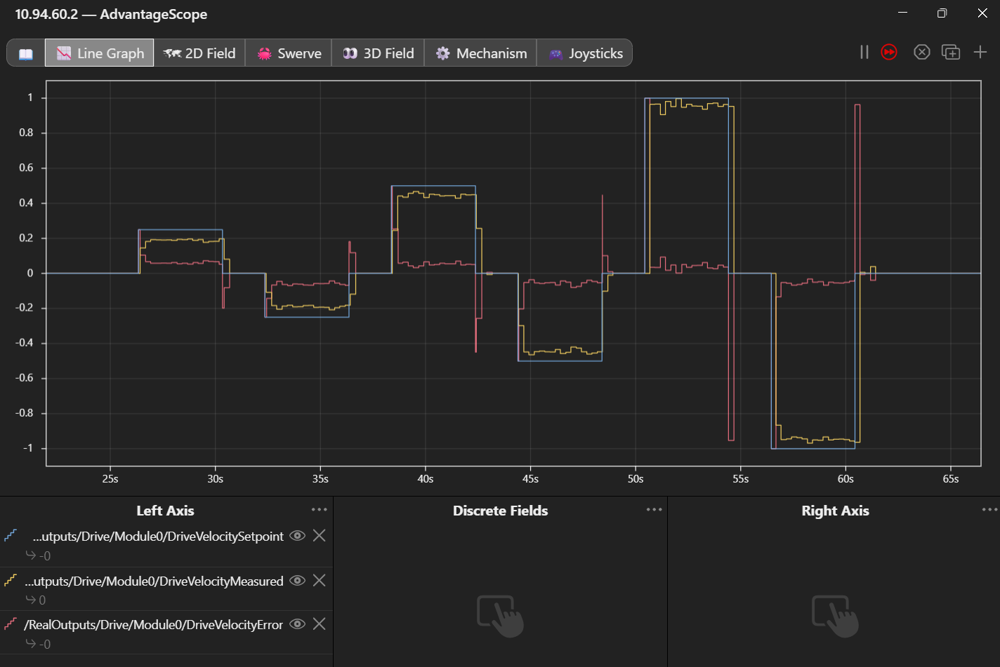 10.94.60.2 — AdvantageScope
Line Graph
2D Field
Swerve
3D Field
Mechanism
Joysticks
1
0.8
0.6
0.4
0.2
0
-0.2
-0.4
-0.6
-0.8
-1
25s 30s 35s 40s 45s 50s 55s 60s 65s
Left Axis
...utputs/Drive/Module0/DriveVelocitySetpoint
-0
...utputs/Drive/Module0/DriveVelocityMeasured
0
/RealOutputs/Drive/Module0/DriveVelocityError
-0
Discrete Fields
Right Axis